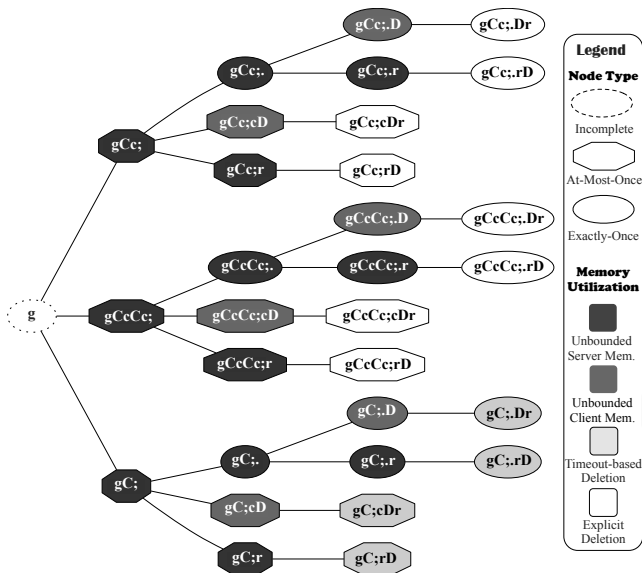 gCc;.D
gCc;.Dr
gCc;.
gCc;.r
gCc;.rD
gCc;cD
gCc;cDr
gCc;
gCc;r
gCc;rD
gCcCc;.D
gCcCc;.Dr
gCcCc;.
gCcCc;.r
gCcCc;.rD
g
gCcCc;
gCcCc;cD
gCcCc;cDr
gCcCc;r
gCcCc;rD
gC;.D
gC;.Dr
gC;.
gC;.r
gC;.rD
gC;
gC;cD
gC;cDr
gC;r
gC;rD
Legend
Node Type
Incomplete
At-Most-Once
Exactly-Once
Memory
Utilization
Unbounded
Server Mem.
Unbounded
Client Mem.
Timeout-based
Deletion
Explicit
Deletion